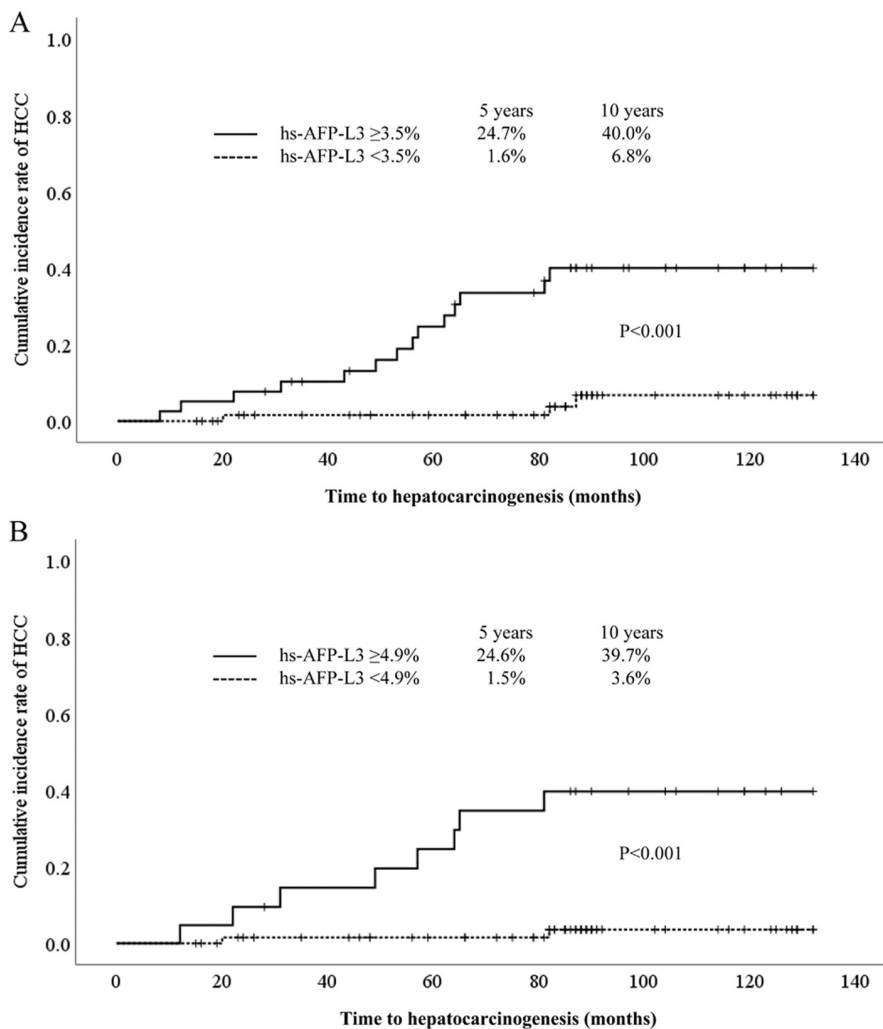 A
1.0
0.8
0.6
0.4
0.2
0.0
Cumulative incidence rate of HCC
5 years 10 years
hs-AFP-L3 ≥3.5% 24.7% 40.0%
hs-AFP-L3 <3.5% 1.6% 6.8%
P<0.001
0 20 40 60 80 100 120 140
Time to hepatocarcinogenesis (months)
B
1.0
0.8
0.6
0.4
0.2
0.0
Cumulative incidence rate of HCC
5 years 10 years
hs-AFP-L3 ≥4.9% 24.6% 39.7%
hs-AFP-L3 <4.9% 1.5% 3.6%
P<0.001
0 20 40 60 80 100 120 140
Time to hepatocarcinogenesis (months)